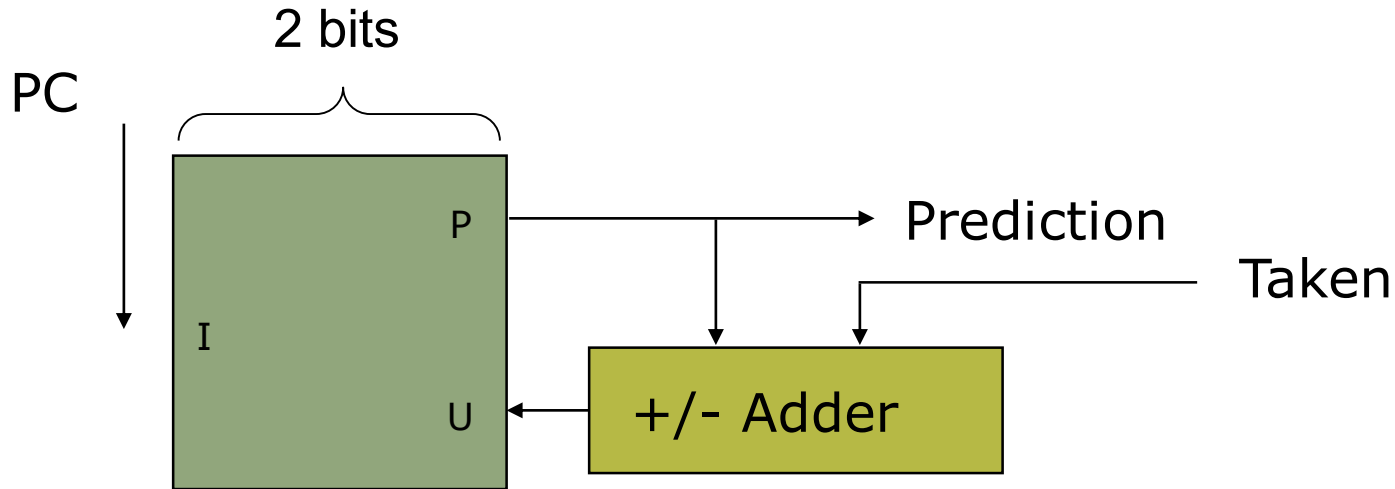 2 bits
PC
P
Prediction
Taken
I
U
+/- Adder